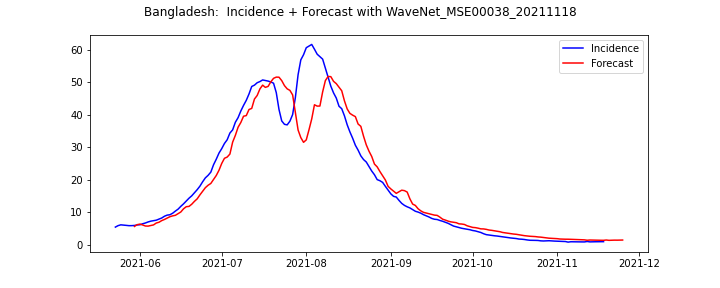 Bangladesh:  Incidence + Forecast with WaveNet_MSE00038_20211118
Incidence
Forecast
60
50
40
30
20
10
0
2021-06 2021-07 2021-08 2021-09 2021-10 2021-11 2021-12